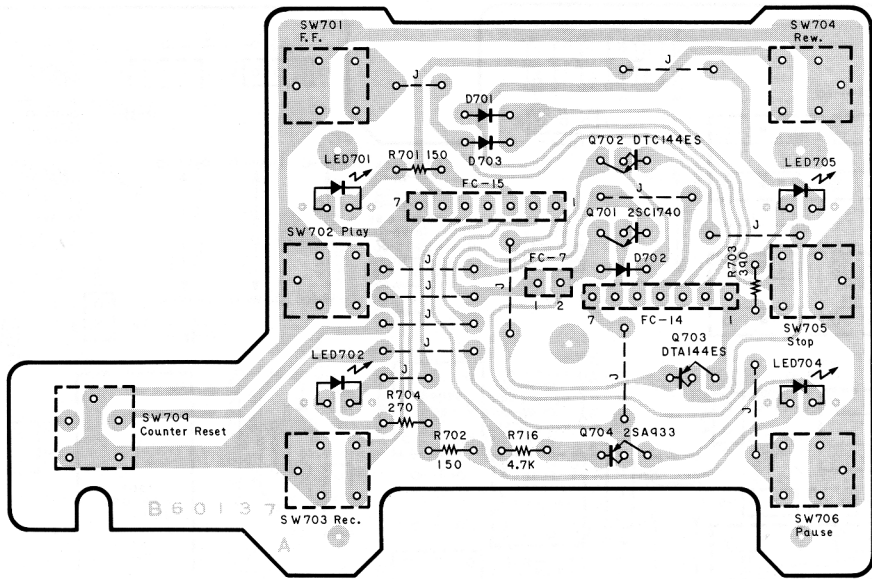 SW701
F.F.
SW704
Rew.
J
J
D701
Q702 DTC144ES
D703
LED701
R701 150
LED705
FC-15
7
1
J
Q701 2SC1740
SW702 Play
J
J
FC-7
D702
R703
390
J
J
J
J
1 2
7 FC-14 1
SW705
Stop
Q703
DTA144ES
LED702
J
J
LED704
R704
270
J
SW709
Counter Reset
R702
150
R716
4.7K
Q704 2SA933
B60137
A
SW703 Rec.
SW706
Pause